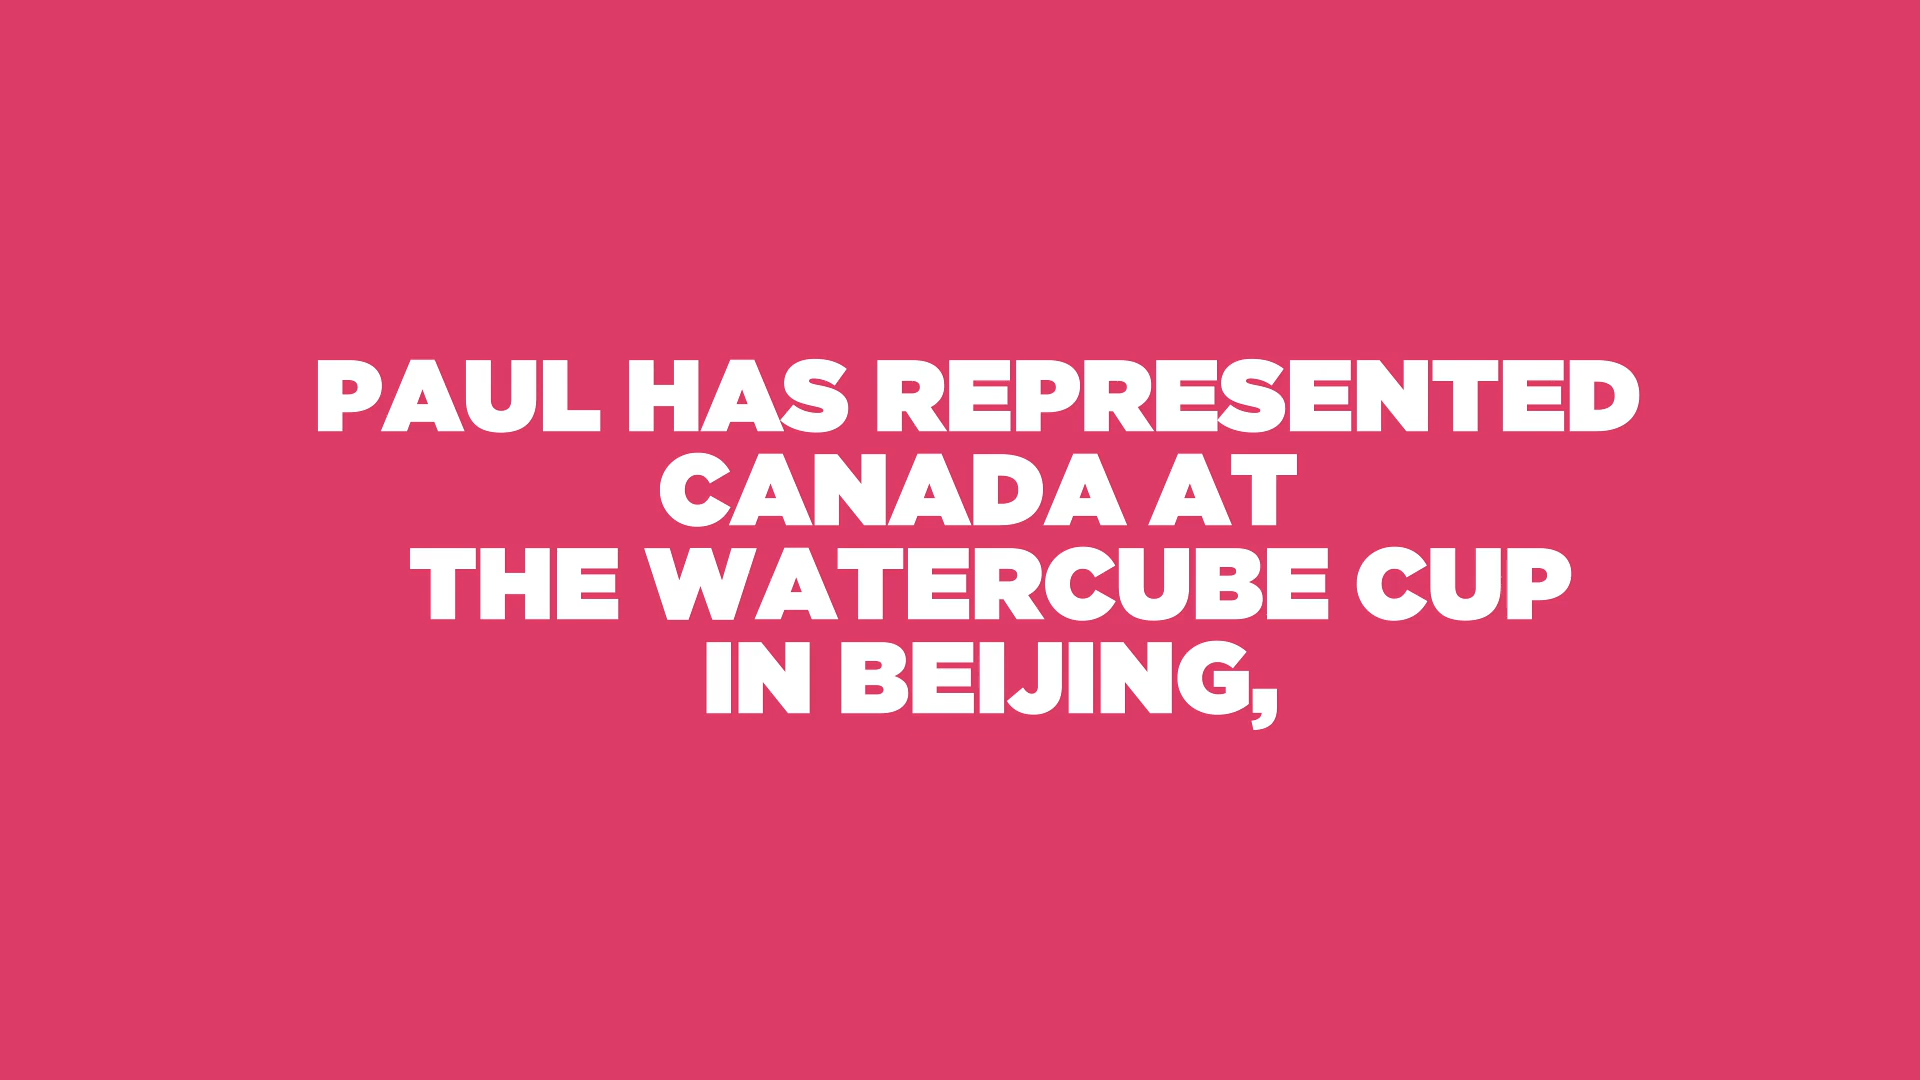 PAUL HAS REPRESENTED
CANADA AT
THE WATERCUBE CUP
IN BEIJING,